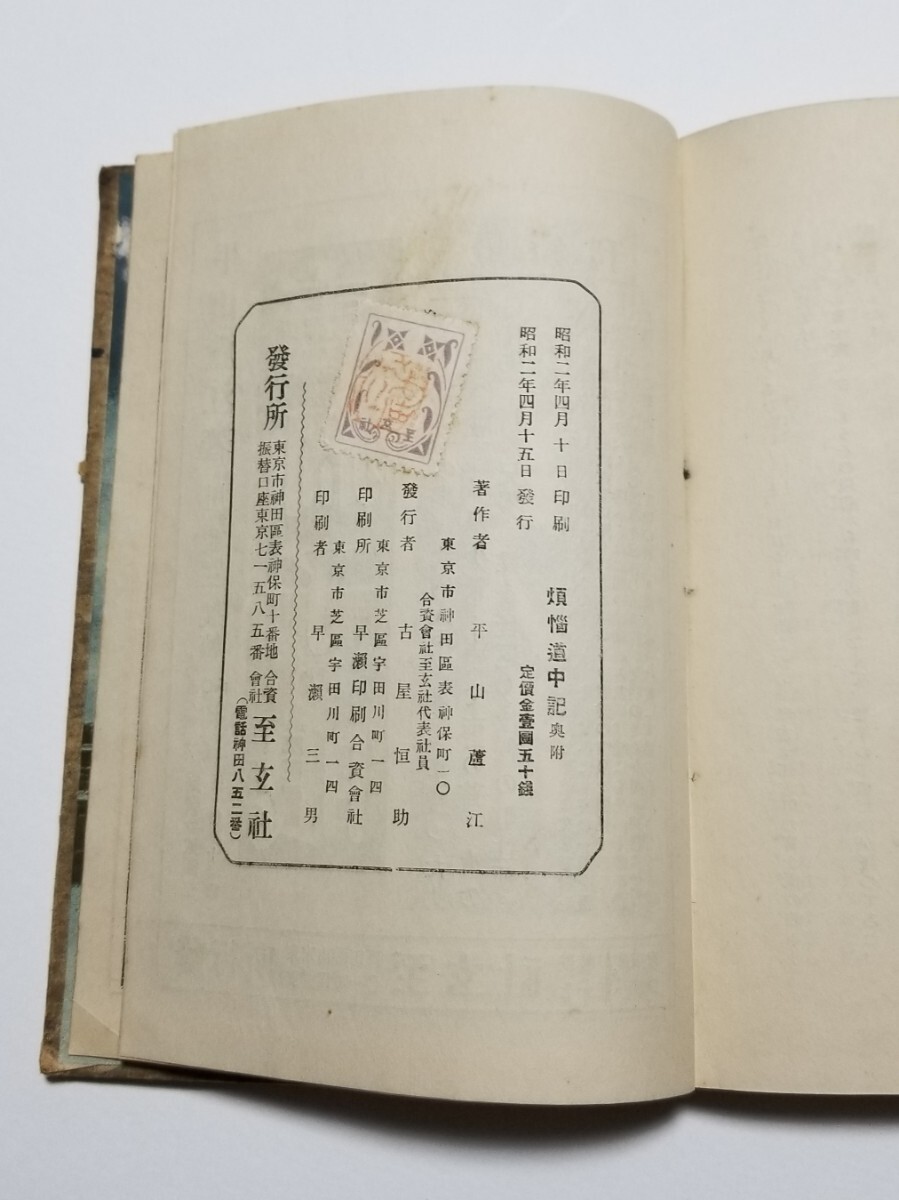 昭和二年四月十日印刷
昭和二年四月十五日發行
煩惱道中記奥附
定價金壹圓五十錢
著作者 平山蘆江
東京市神田區表神保町一〇
合資會社至玄社代表社員
發行者 古屋恒助
東京市芝區宇田川町一四
印刷所 早瀬印刷合資會社
東京市芝區宇田川町一四
印刷者 早瀬三男
發行所
東京市神田區表神保町十番地
振替口座東京七一五八五番
合資會社 至玄社
(電話神田八五二番)
至玄社